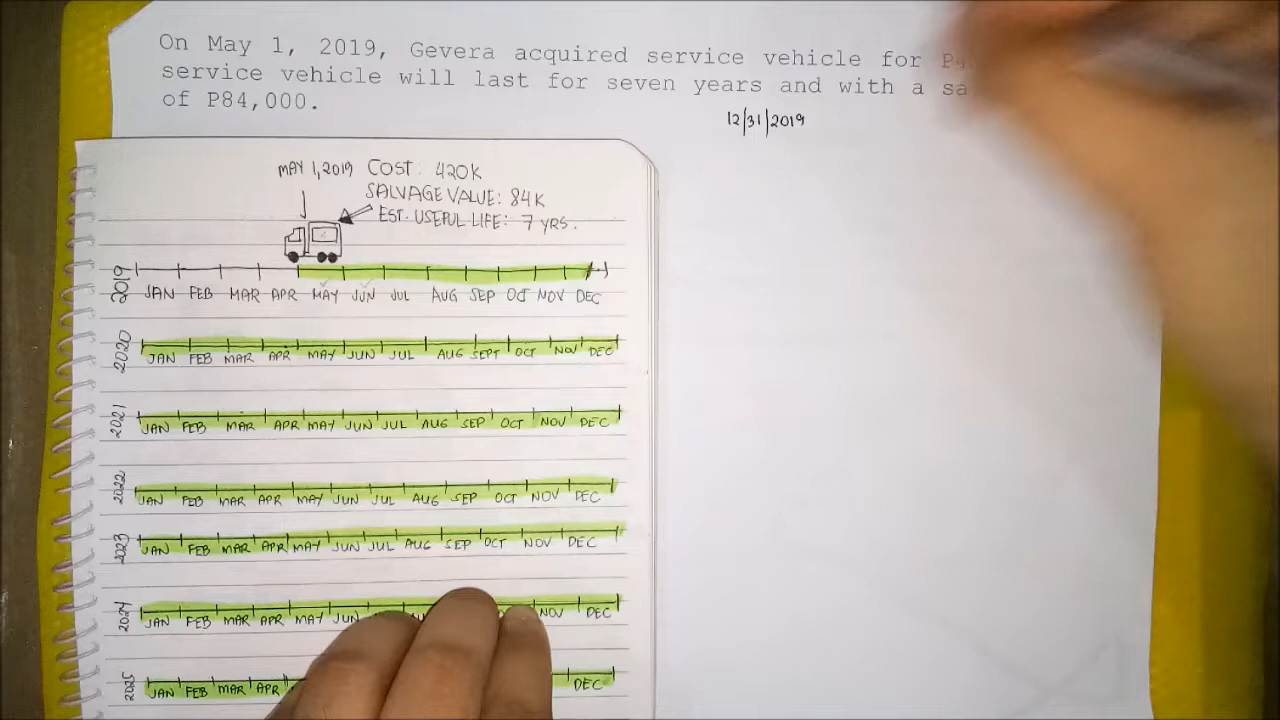 On May 1, 2019, Gevera acquired service vehicle for
service vehicle will last for seven years and with a
of P84,000.
12/31/2019
MAY 1, 2019 COST: 420K
SALVAGE VALUE: 84K
EST. USEFUL LIFE: 7 YRS.
2019
JAN FEB MAR APR MAY JUN JUL AUG SEP OCT NOV DEC
2020
JAN FEB MAR APR MAY JUN JUL AUG SEPT OCT NOV DEC
2021
JAN FEB MAR APR MAY JUN JUL AUG SEP OCT NOV DEC
2022
JAN FEB MAR APR MAY JUN JUL AUG SEP OCT NOV DEC
2023
JAN FEB MAR APR MAY JUN JUL AUG SEP OCT NOV DEC
2024
JAN FEB MAR APR MAY JUN NOV DEC
2025
JAN FEB MAR APR DEC